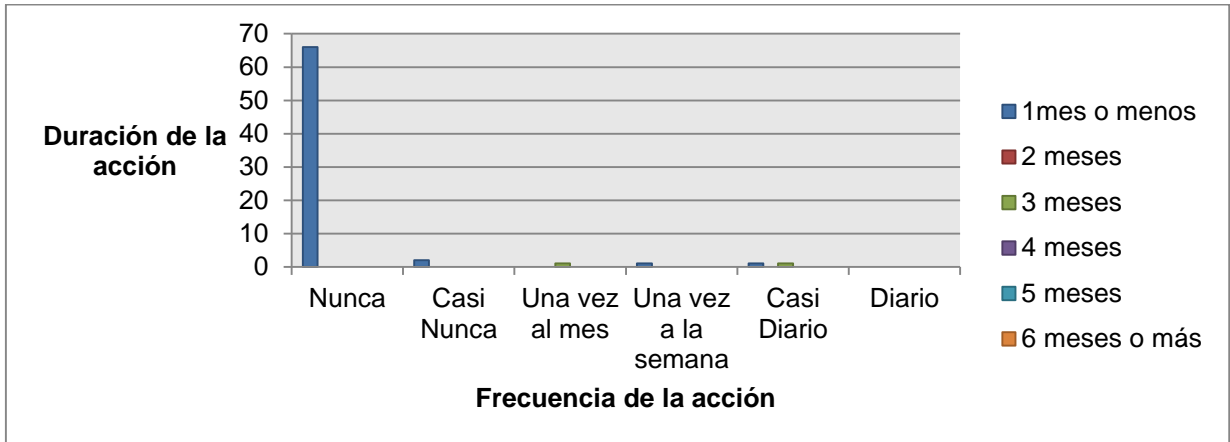 70
60
50
40
30
20
10
0
Duración de la
acción
Nunca
Casi
Nunca
Una vez
al mes
Una vez
a la
semana
Casi
Diario
Diario
Frecuencia de la acción
1mes o menos
2 meses
3 meses
4 meses
5 meses
6 meses o más